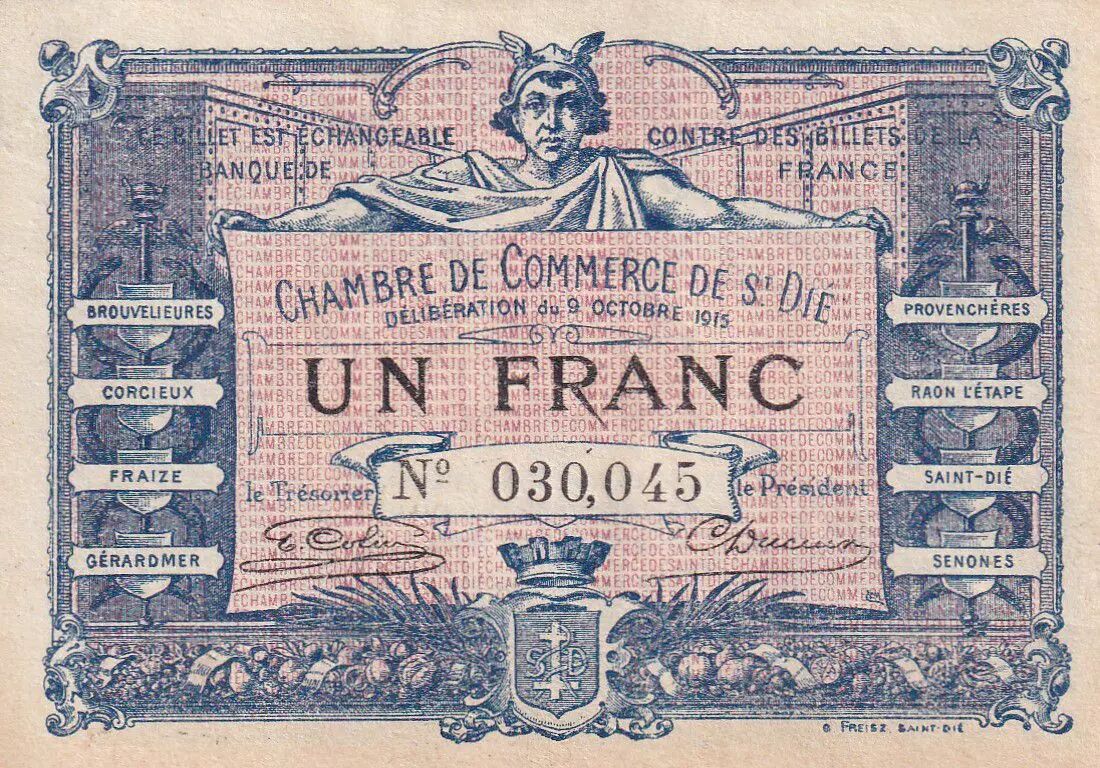 CE BILLET EST ÉCHANGEABLE CONTRE DES BILLETS DE LA
BANQUE DE FRANCE
CHAMBRE DE COMMERCE DE ST DIÉ
DÉLIBÉRATION du 9 OCTOBRE 1915
UN FRANC
Nº 030,045
le Trésorier
le Président
BROUVELIEURES
CORCIEUX
FRAIZE
GÉRARDMER
PROVENCHÈRES
RAON L'ÉTAPE
SAINT-DIÉ
SENONES
S D
FREISZ SAINT-DIÉ